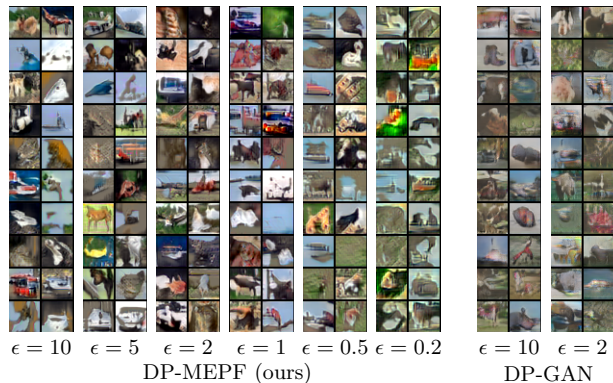 ϵ = 10 ϵ = 5 ϵ = 2 ϵ = 1 ϵ = 0.5 ϵ = 0.2 ϵ = 10 ϵ = 2
DP-MEPF (ours) DP-GAN